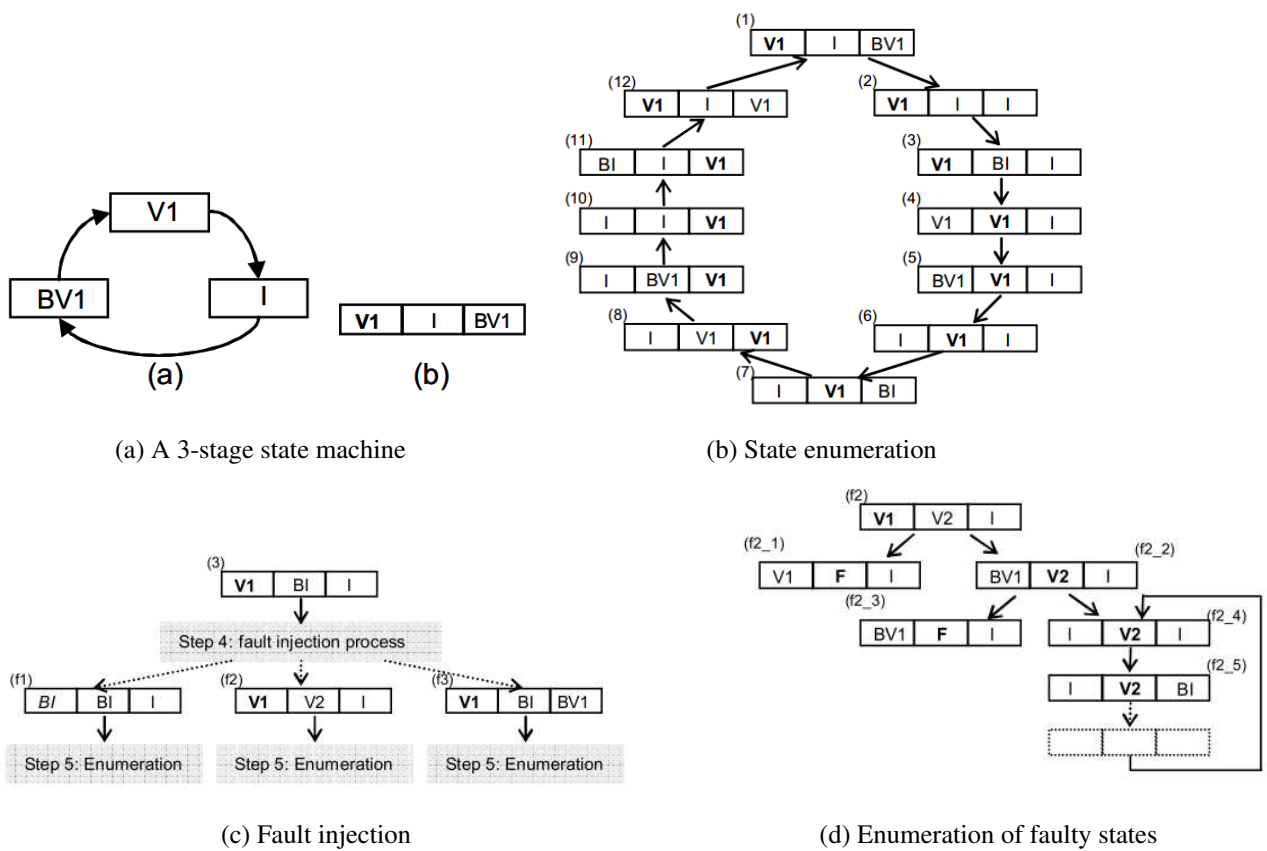 V1
BV1
I
(a)
V1 I BV1
(b)
(1)
V1 I BV1
(12)
V1 I V1
(2)
V1 I I
(11)
BI I V1
(3)
V1 BI I
(10)
I I V1
(4)
V1 V1 I
(9)
I BV1 V1
(5)
BV1 V1 I
(8)
I V1 V1
(6)
I V1 I
(7)
I V1 BI
(a) A 3-stage state machine
(b) State enumeration
(3)
V1 BI I
Step 4: fault injection process
(f1)
BI BI I
(f2)
V1 V2 I
(f3)
V1 BI BV1
Step 5: Enumeration
Step 5: Enumeration
Step 5: Enumeration
(c) Fault injection
(f2)
V1 V2 I
(f2_1)
V1 F I
(f2_2)
BV1 V2 I
(f2_3)
BV1 F I
(f2_4)
I V2 I
(f2_5)
I V2 BI
(d) Enumeration of faulty states